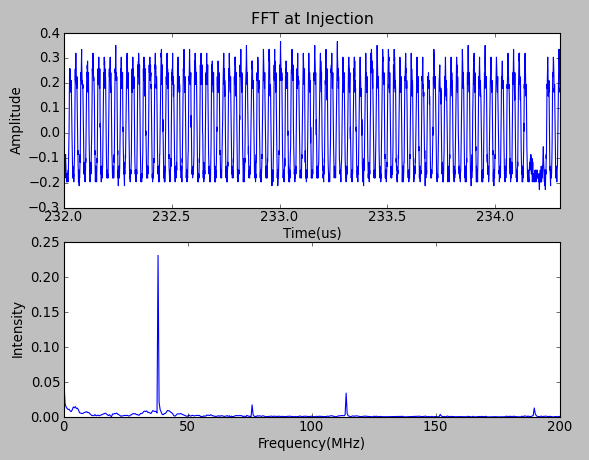 FFT at Injection
0.4
0.3
0.2
0.1
0.0
−0.1
−0.2
−0.3
Amplitude
232.0 232.5 233.0 233.5 234.0
Time(us)
0.25
0.20
0.15
0.10
0.05
0.00
Intensity
0 50 100 150 200
Frequency(MHz)